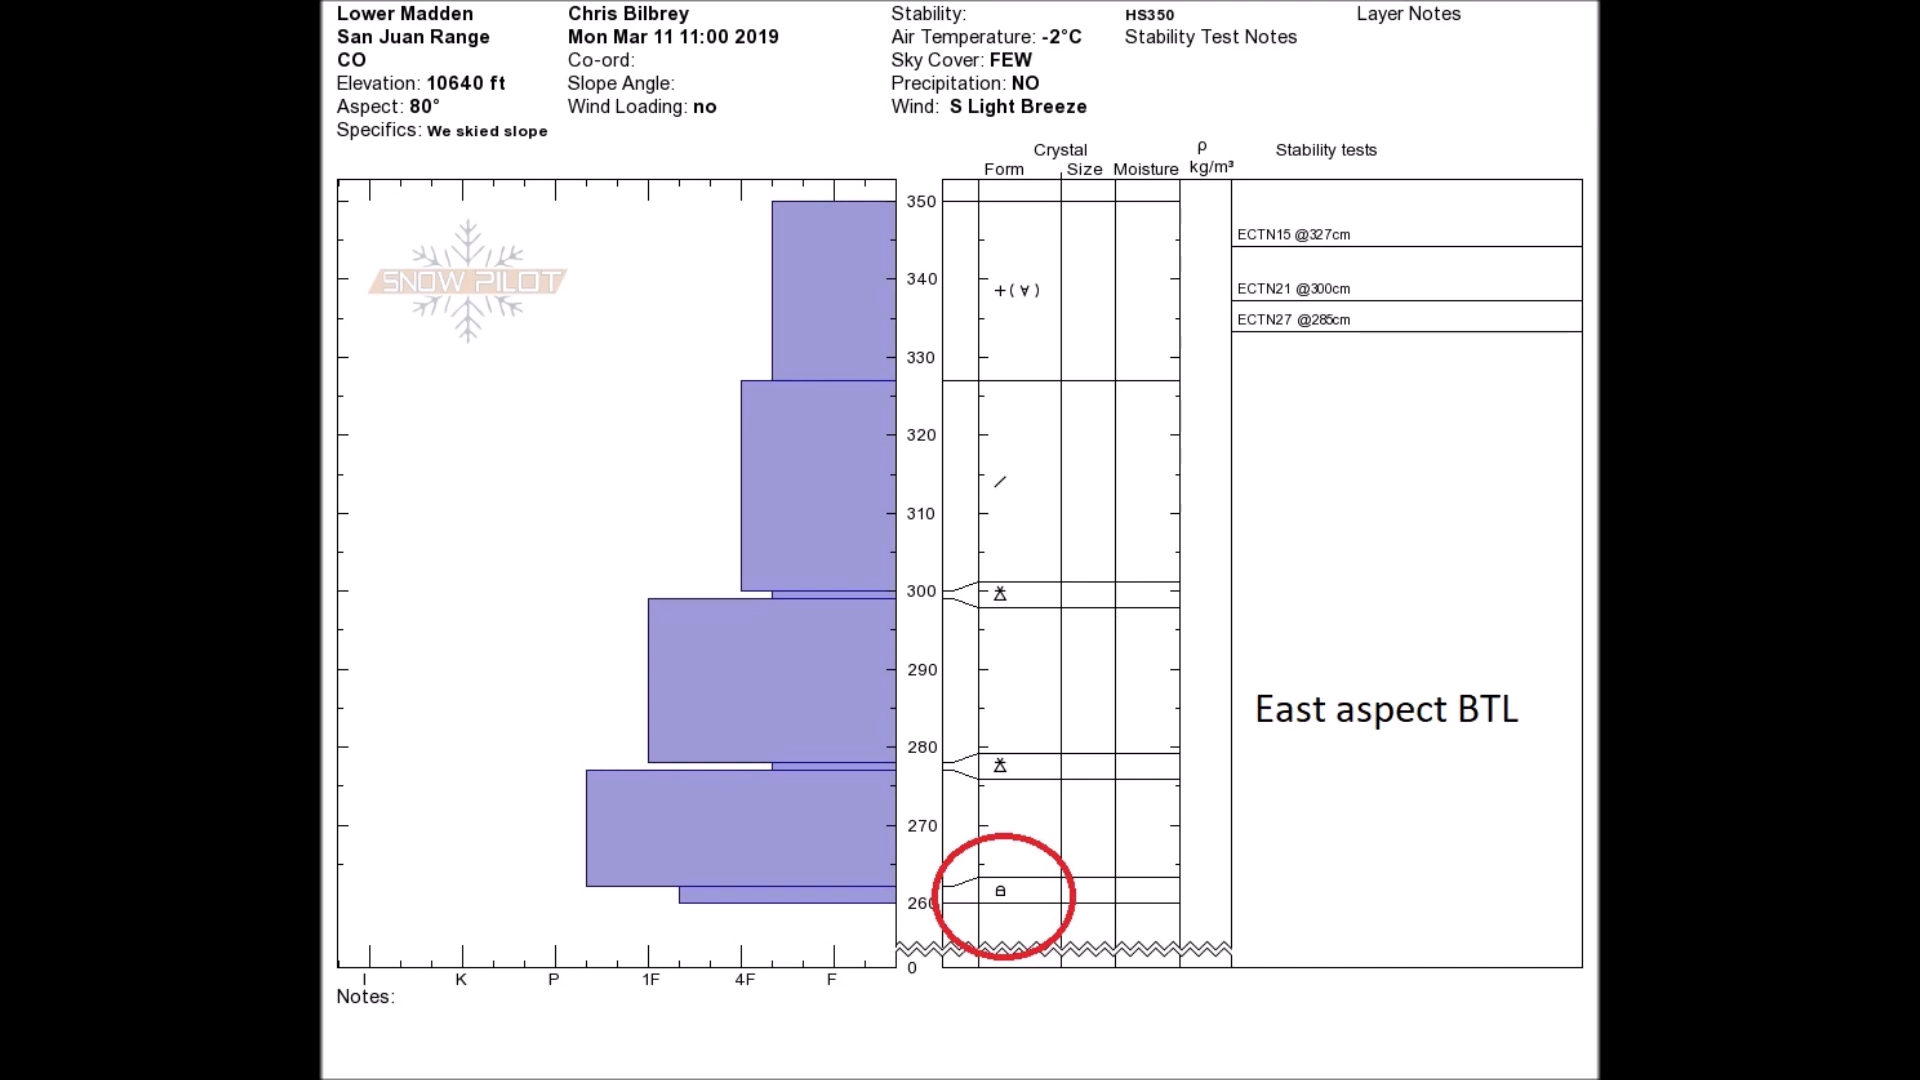 Lower Madden
San Juan Range
CO
Elevation: 10640 ft
Aspect: 80°
Specifics: We skied slope
Chris Bilbrey
Mon Mar 11 11:00 2019
Co-ord:
Slope Angle:
Wind Loading: no
Stability:
Air Temperature: -2°C
Sky Cover: FEW
Precipitation: NO
Wind: S Light Breeze
HS350
Stability Test Notes
Layer Notes
Crystal
Form
Size
Moisture
ρ
kg/m³
Stability tests
SNOW PILOT
350
340
330
320
310
300
290
280
270
260
0
ECTN15 @327cm
ECTN21 @300cm
ECTN27 @285cm
East aspect BTL
I K P 1F 4F F
Notes: